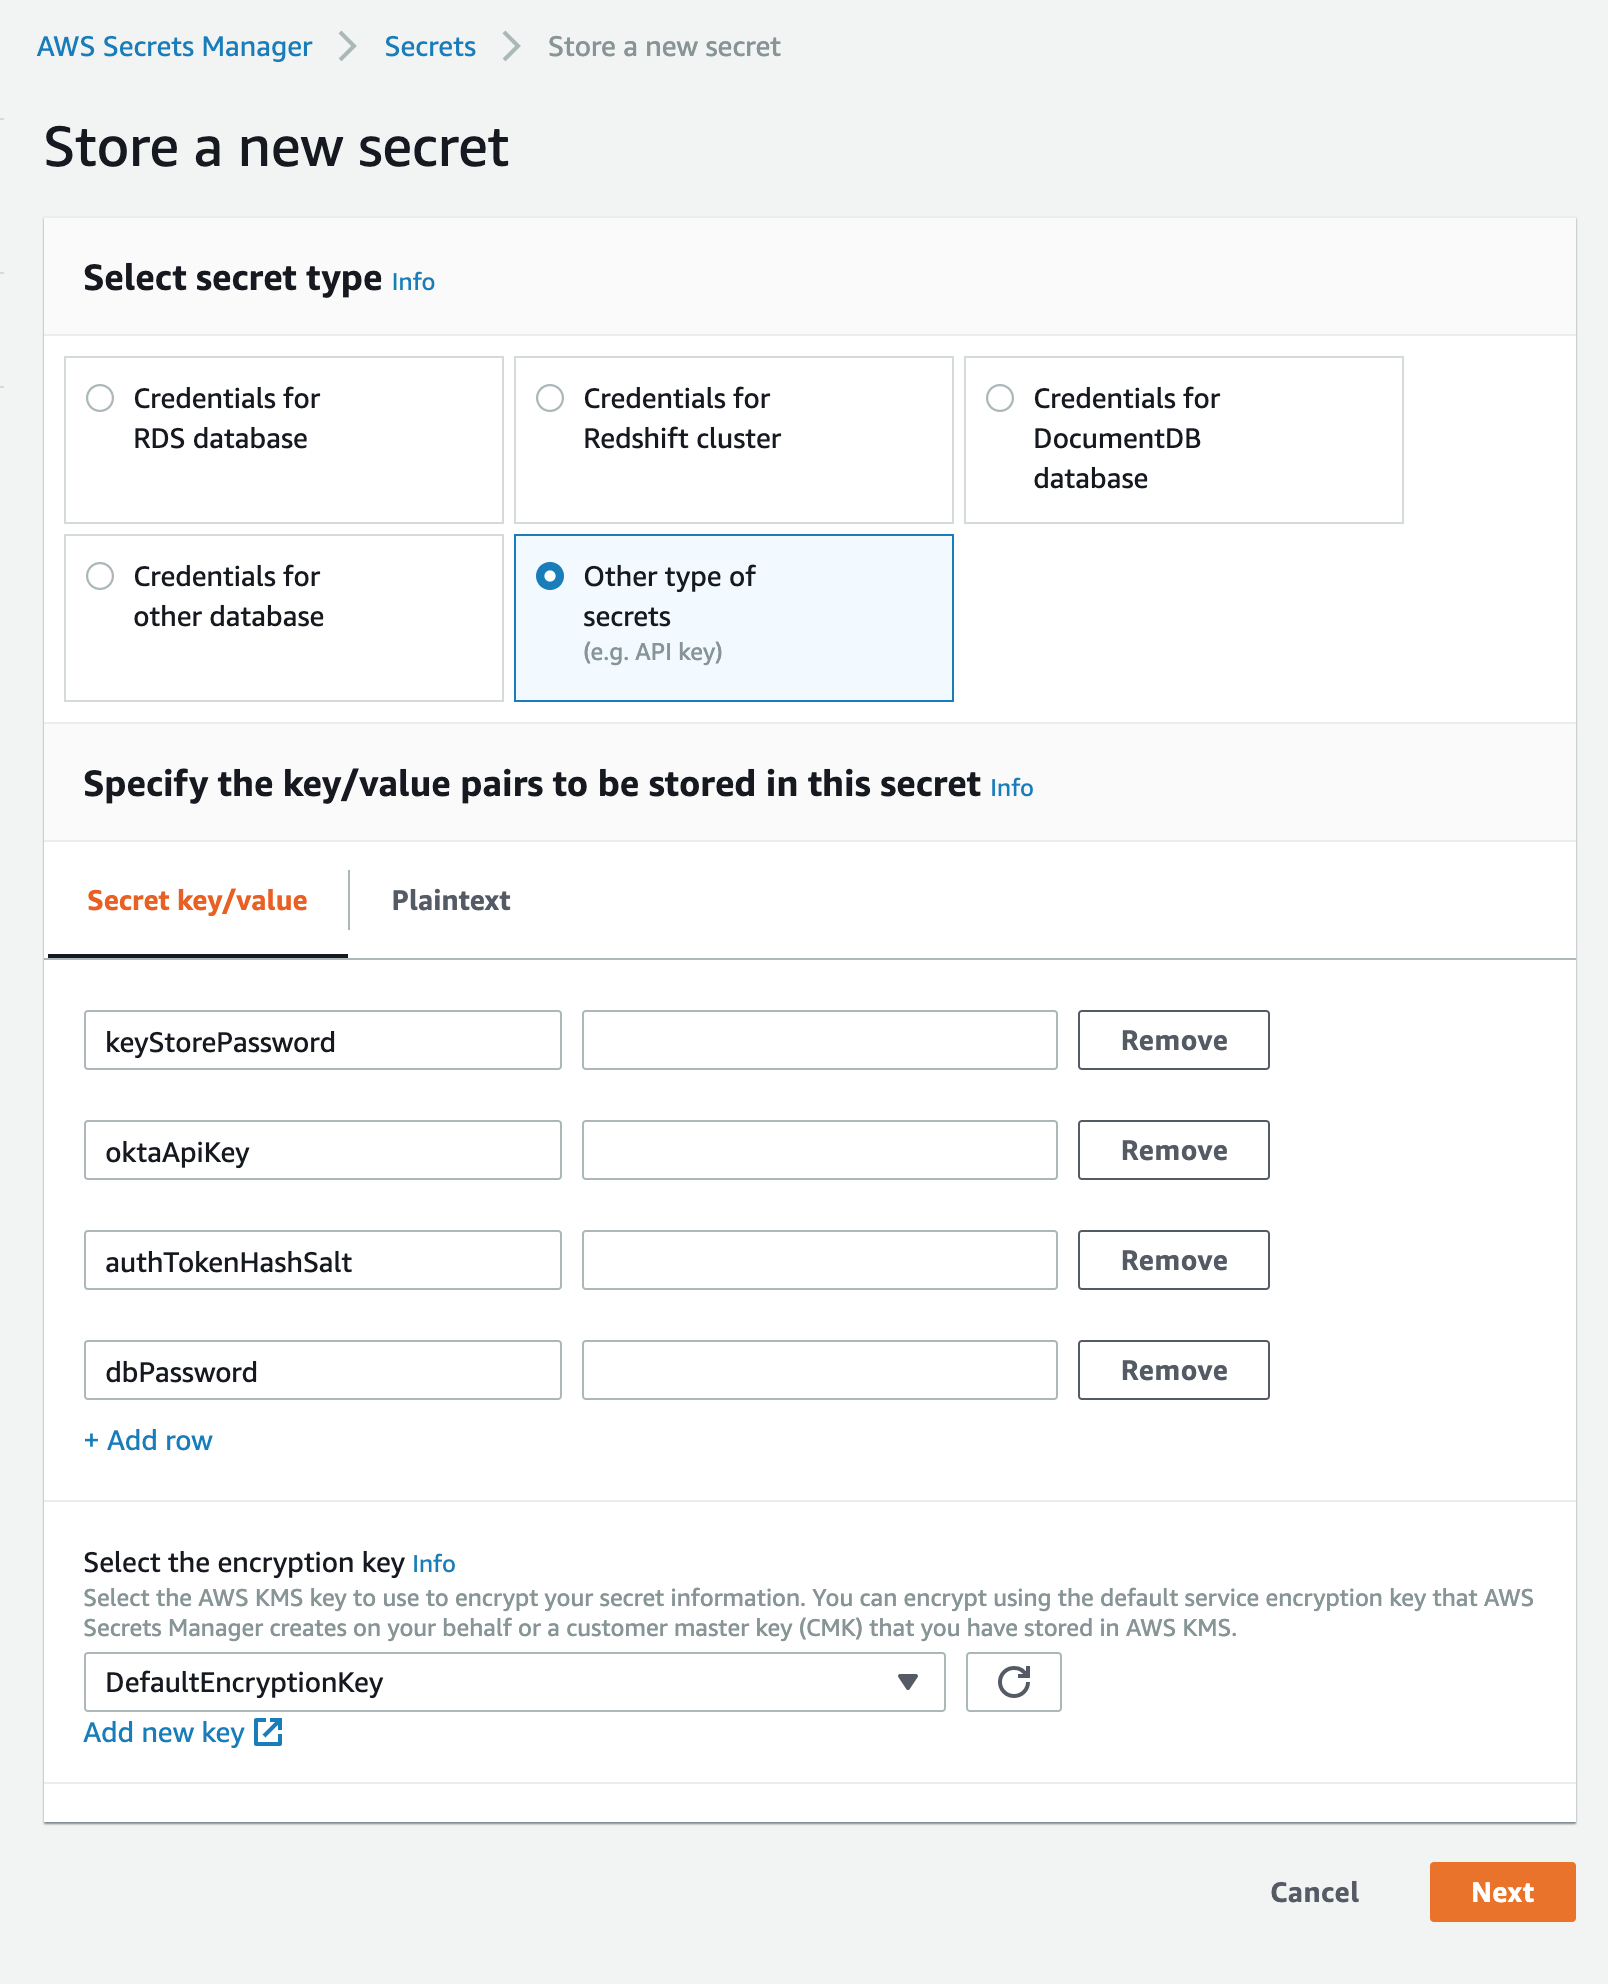 AWS Secrets Manager > Secrets > Store a new secret
Store a new secret
Select secret type Info
Credentials for
RDS database
Credentials for
Redshift cluster
Credentials for
DocumentDB
database
Credentials for
other database
Other type of
secrets
(e.g. API key)
Specify the key/value pairs to be stored in this secret Info
Secret key/value
Plaintext
keyStorePassword
Remove
oktaApiKey
Remove
authTokenHashSalt
Remove
dbPassword
Remove
+ Add row
Select the encryption key Info
Select the AWS KMS key to use to encrypt your secret information. You can encrypt using the default service encryption key that AWS
Secrets Manager creates on your behalf or a customer master key (CMK) that you have stored in AWS KMS.
DefaultEncryptionKey
Add new key
Cancel
Next